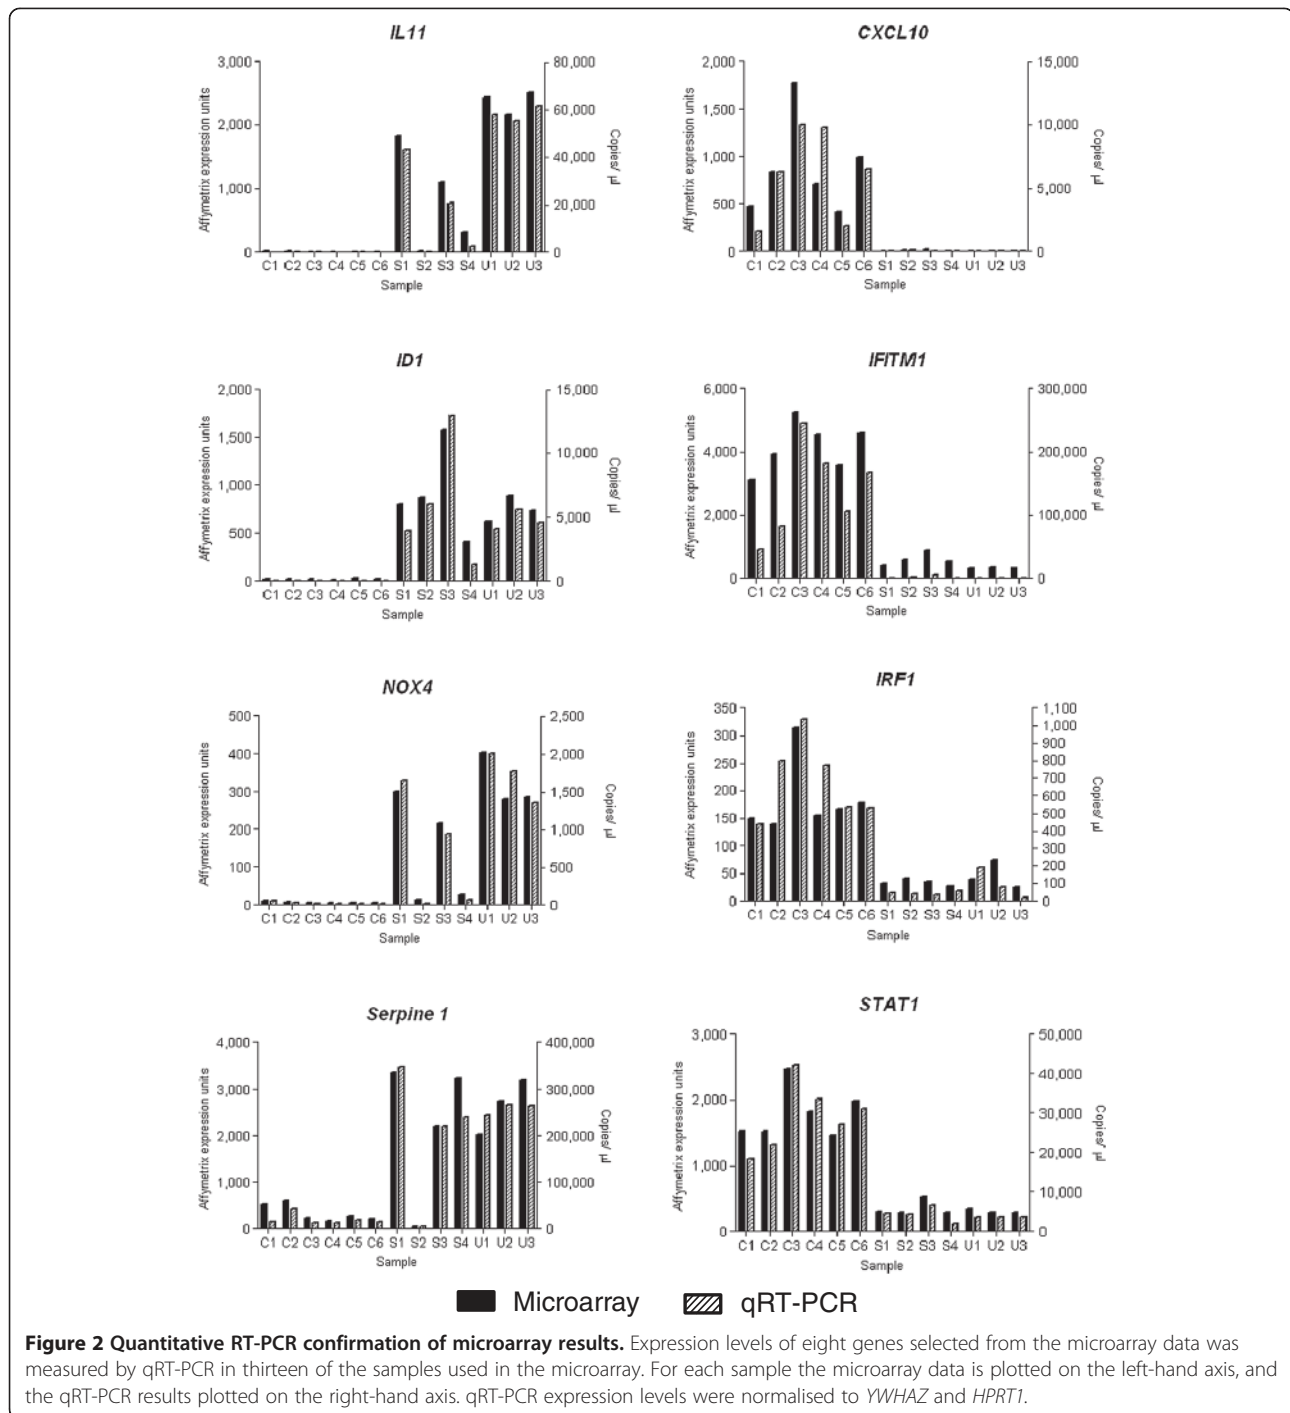 IL11
Affymetrix expression units
3,000
2,000
1,000
0
80,000
60,000
40,000
20,000
0
Copies/ µl
C1 C2 C3 C4 C5 C6 S1 S2 S3 S4 U1 U2 U3
Sample
CXCL10
Affymetrix expression units
2,000
1,500
1,000
500
0
15,000
10,000
5,000
0
Copies/ µl
C1 C2 C3 C4 C5 C6 S1 S2 S3 S4 U1 U2 U3
Sample
ID1
Affymetrix expression units
2,000
1,500
1,000
500
0
15,000
10,000
5,000
0
Copies/ µl
C1 C2 C3 C4 C5 C6 S1 S2 S3 S4 U1 U2 U3
Sample
IFITM1
Affymetrix expression units
6,000
4,000
2,000
0
300,000
200,000
100,000
0
Copies/ µl
C1 C2 C3 C4 C5 C6 S1 S2 S3 S4 U1 U2 U3
Sample
NOX4
Affymetrix expression units
500
400
300
200
100
0
2,500
2,000
1,500
1,000
500
0
Copies/ µl
C1 C2 C3 C4 C5 C6 S1 S2 S3 S4 U1 U2 U3
Sample
IRF1
Affymetrix expression units
350
300
250
200
150
100
50
0
1,100
1,000
900
800
700
600
500
400
300
200
100
0
Copies/ µl
C1 C2 C3 C4 C5 C6 S1 S2 S3 S4 U1 U2 U3
Sample
Serpine 1
Affymetrix expression units
4,000
3,000
2,000
1,000
0
400,000
300,000
200,000
100,000
0
Copies/ µl
C1 C2 C3 C4 C5 C6 S1 S2 S3 S4 U1 U2 U3
Sample
STAT1
Affymetrix expression units
3,000
2,000
1,000
0
50,000
40,000
30,000
20,000
10,000
0
Copies/ µl
C1 C2 C3 C4 C5 C6 S1 S2 S3 S4 U1 U2 U3
Sample
Microarray qRT-PCR
Figure 2 Quantitative RT-PCR confirmation of microarray results. Expression levels of eight genes selected from the microarray data was
measured by qRT-PCR in thirteen of the samples used in the microarray. For each sample the microarray data is plotted on the left-hand axis, and
the qRT-PCR results plotted on the right-hand axis. qRT-PCR expression levels were normalised to YWHAZ and HPRT1.